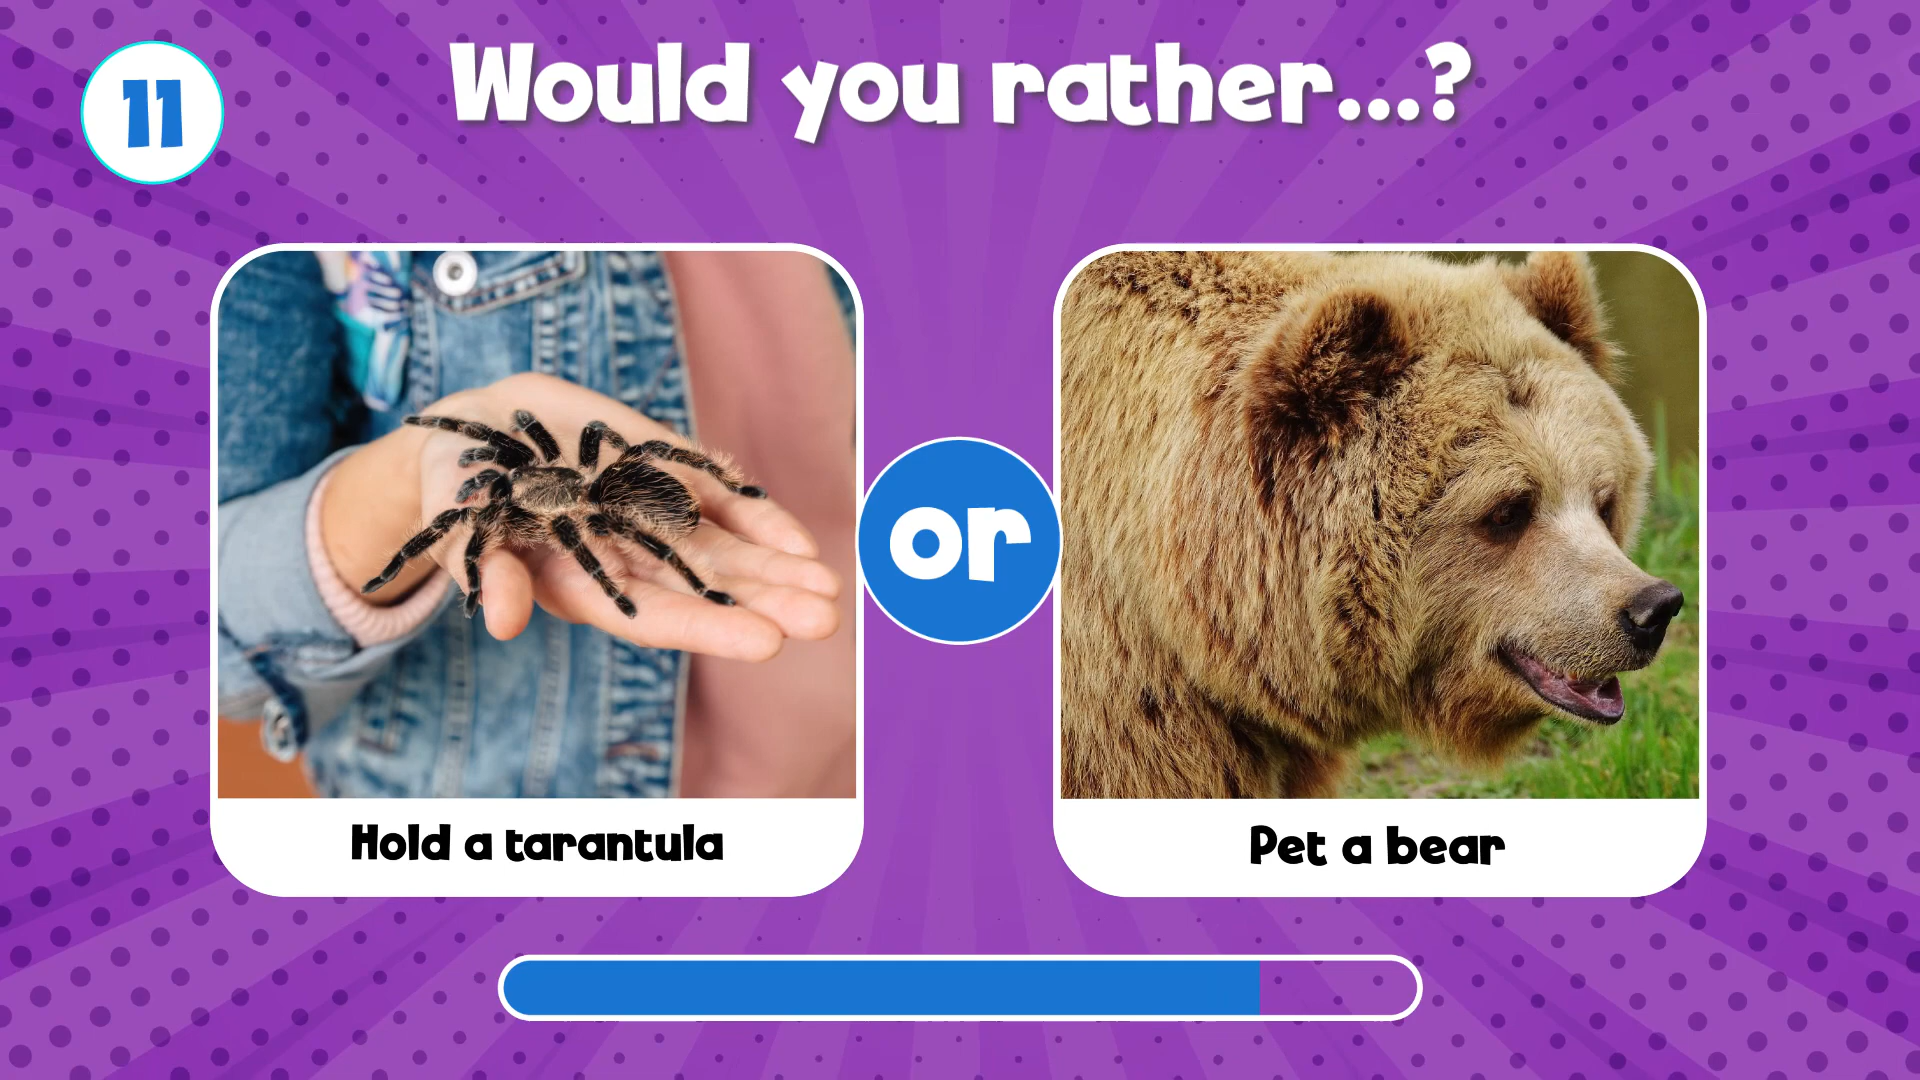 11
Would you rather...?
or
Hold a tarantula
Pet a bear